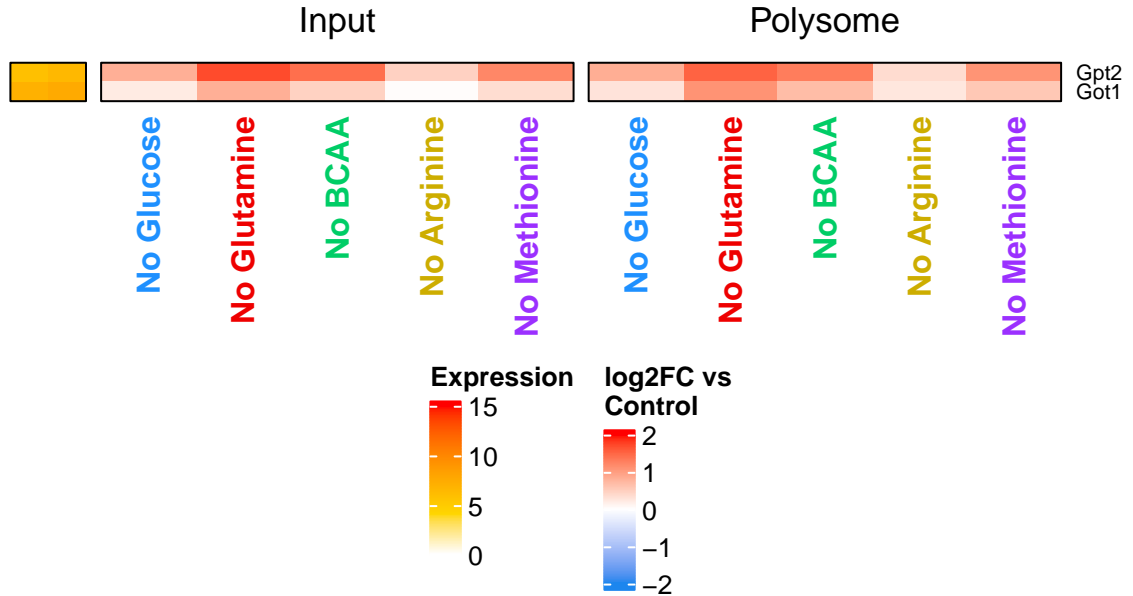 Input
Polysome
Gpt2
Got1
No Glucose
No Glutamine
No BCAA
No Arginine
No Methionine
No Glucose
No Glutamine
No BCAA
No Arginine
No Methionine
Expression
15
10
5
0
log2FC vs
Control
2
1
0
−1
−2